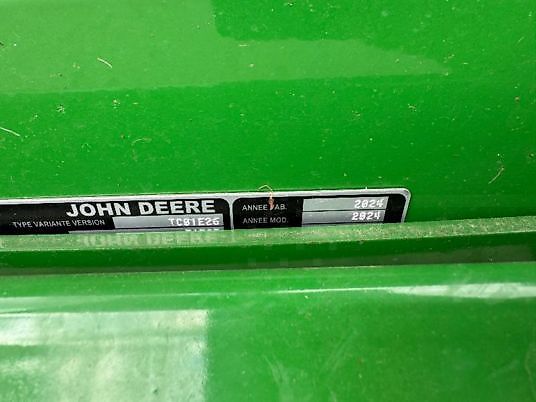 JOHN DEERE
TYPE VARIANTE VERSION TC81E26
ANNEE FAB. 2024
ANNEE MOD. 2024